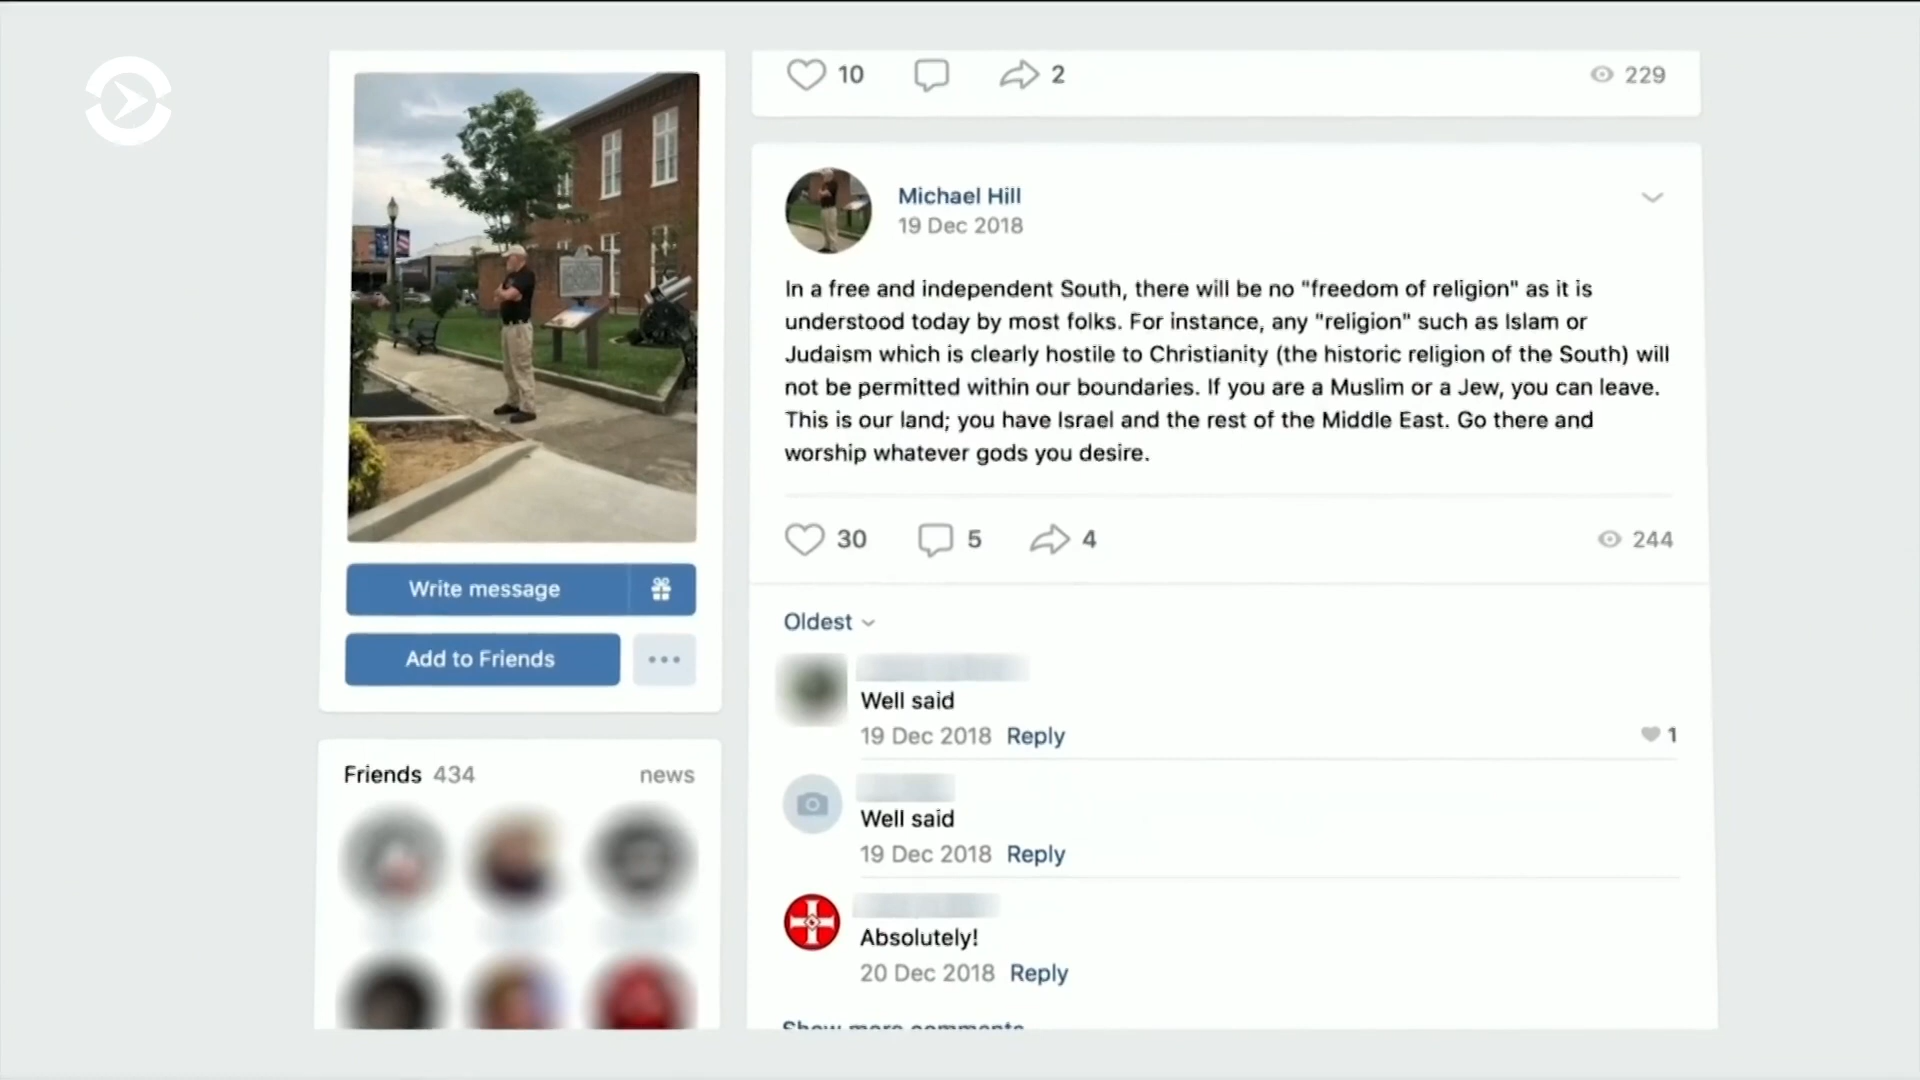 10
2
229
Michael Hill
19 Dec 2018
In a free and independent South, there will be no "freedom of religion" as it is
understood today by most folks. For instance, any "religion" such as Islam or
Judaism which is clearly hostile to Christianity (the historic religion of the South) will
not be permitted within our boundaries. If you are a Muslim or a Jew, you can leave.
This is our land; you have Israel and the rest of the Middle East. Go there and
worship whatever gods you desire.
30
5
4
244
Write message
Add to Friends
Friends 434
news
Oldest
Well said
19 Dec 2018 Reply
1
Well said
19 Dec 2018 Reply
Absolutely!
20 Dec 2018 Reply
Show more comments